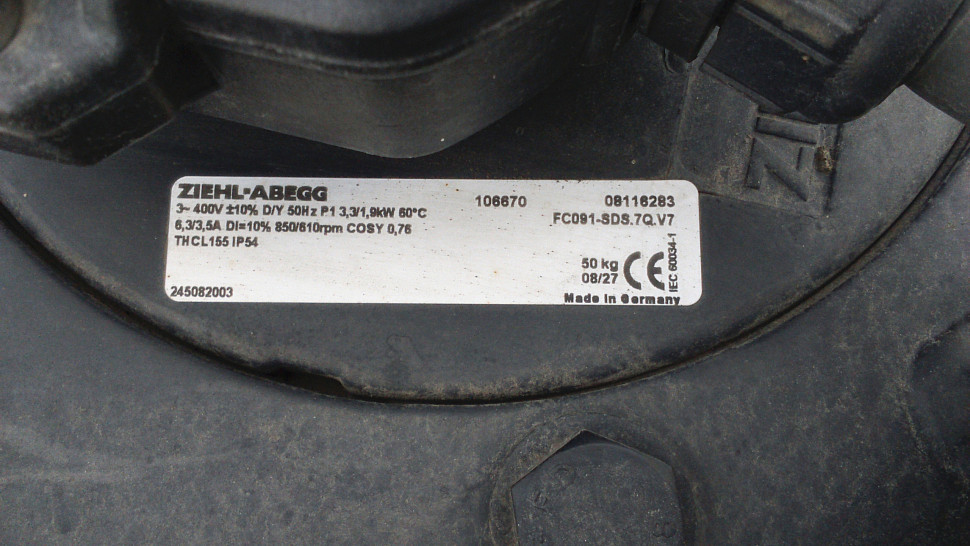 ZIEHL-ABEGG 106670 08116283
3~ 400V ±10% D/Y 50Hz P1 3,3/1,9kW 60°C FC091-SDS.7Q.V7
6,3/3,5A DI=10% 850/610rpm COSY 0,76
THCL155 IP54
50 kg
08/27
CE
IEC 60034-1
245082003
Made in Germany